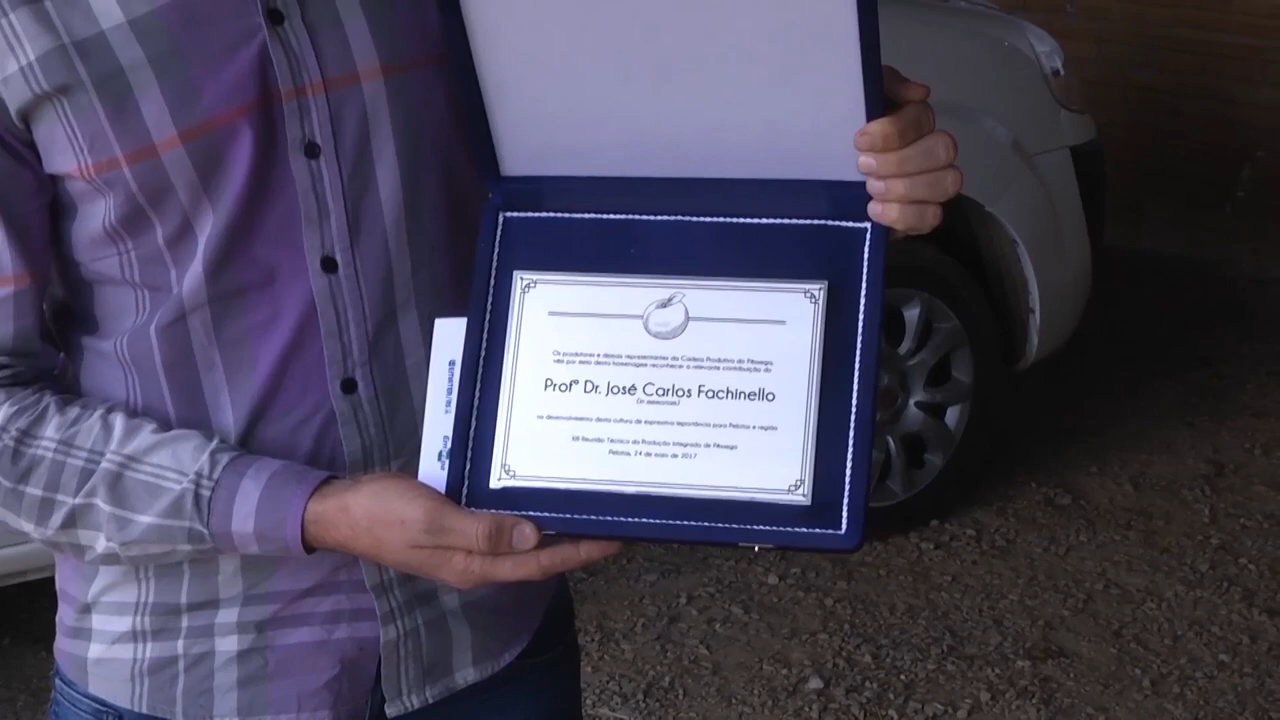 Os produtores e demais representantes da Cadeia Produtiva do Pêssego,
vêm por meio desta homenagem reconhecer a relevante contribuição do
Profº Dr. José Carlos Fachinello
(in memoriam)
no desenvolvimento desta cultura de expressiva importância para Pelotas e região
XIII Reunião Técnica da Produção Integrada de Pêssego
Pelotas, 24 de maio de 2017